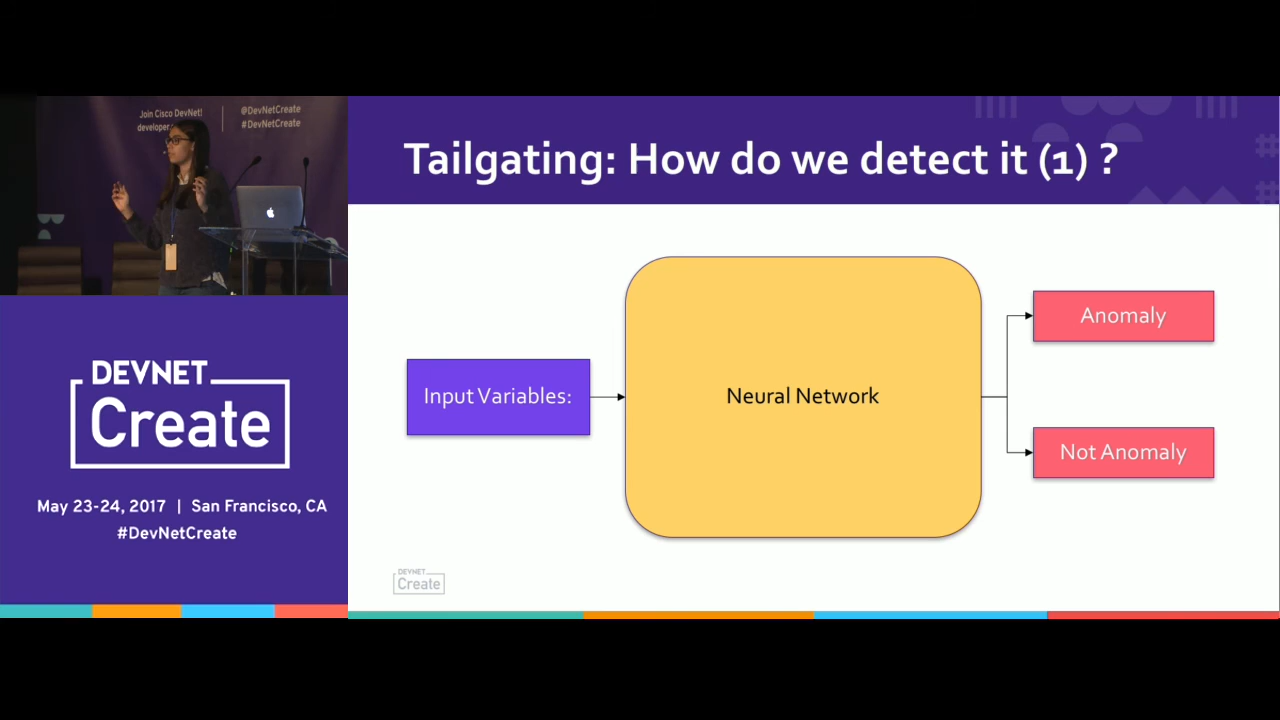 Join Cisco DevNet!
@DevNetCreate
#DevNetCreate
Tailgating: How do we detect it (1) ?
Input Variables:
Neural Network
Anomaly
Not Anomaly
DEVNET
Create
May 23-24, 2017 | San Francisco, CA
#DevNetCreate
DEVNET
Create